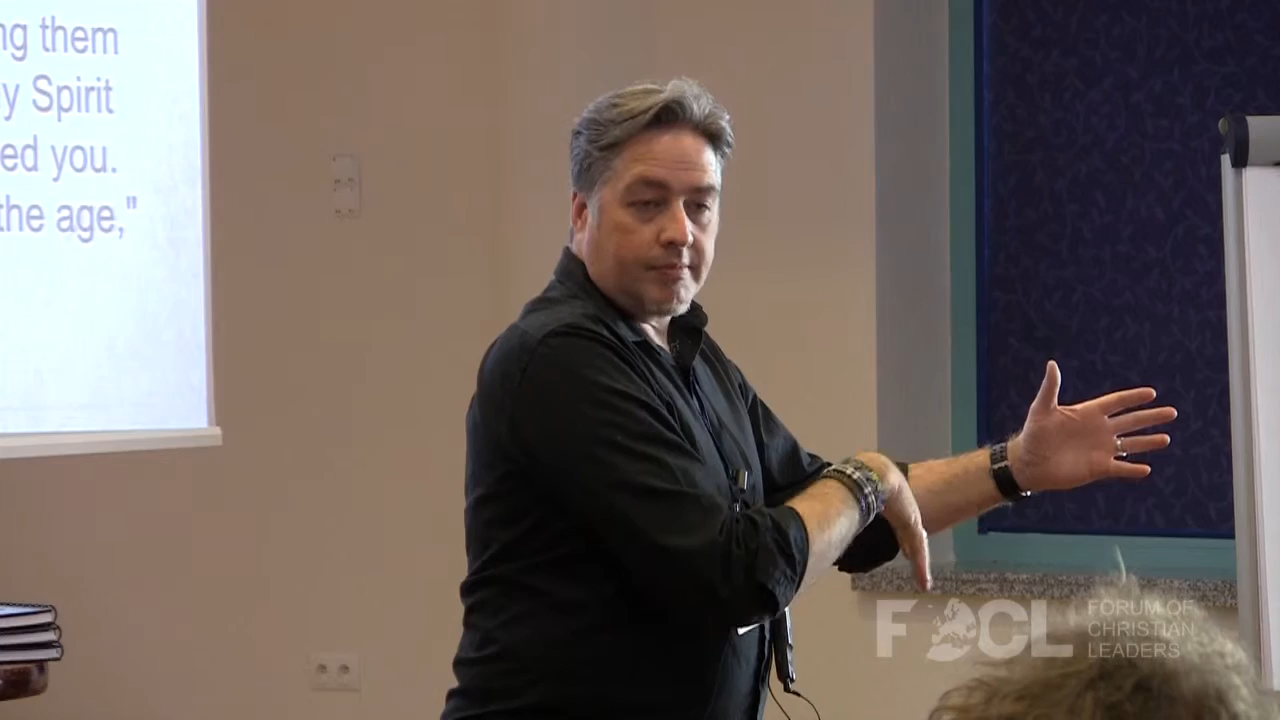 ng them
y Spirit
ed you.
the age,"
FOCL
FORUM OF
CHRISTIAN
LEADERS